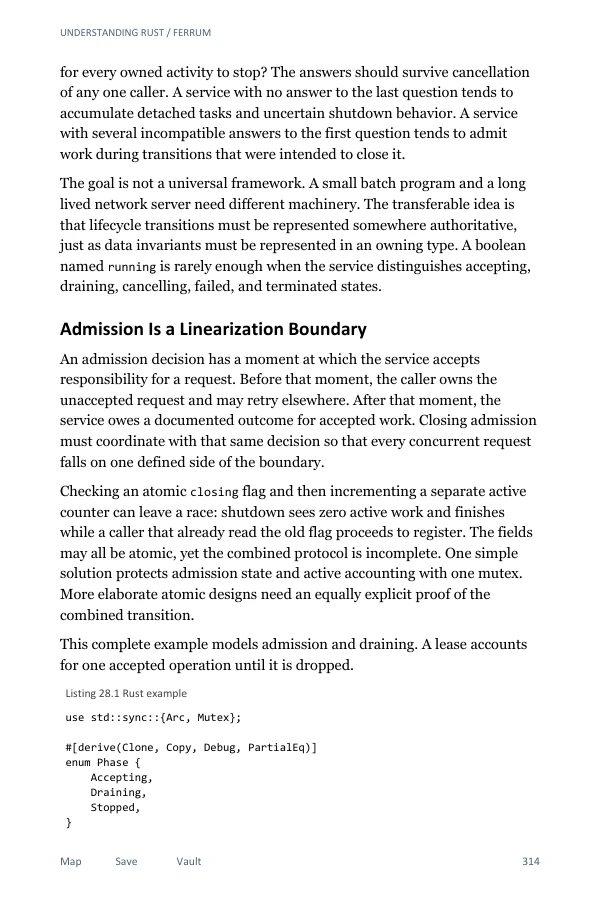 UNDERSTANDING RUST / FERRUM
for every owned activity to stop? The answers should survive cancellation
of any one caller. A service with no answer to the last question tends to
accumulate detached tasks and uncertain shutdown behavior. A service
with several incompatible answers to the first question tends to admit
work during transitions that were intended to close it.
The goal is not a universal framework. A small batch program and a long
lived network server need different machinery. The transferable idea is
that lifecycle transitions must be represented somewhere authoritative,
just as data invariants must be represented in an owning type. A boolean
named running is rarely enough when the service distinguishes accepting,
draining, cancelling, failed, and terminated states.
Admission Is a Linearization Boundary
An admission decision has a moment at which the service accepts
responsibility for a request. Before that moment, the caller owns the
unaccepted request and may retry elsewhere. After that moment, the
service owes a documented outcome for accepted work. Closing admission
must coordinate with that same decision so that every concurrent request
falls on one defined side of the boundary.
Checking an atomic closing flag and then incrementing a separate active
counter can leave a race: shutdown sees zero active work and finishes
while a caller that already read the old flag proceeds to register. The fields
may all be atomic, yet the combined protocol is incomplete. One simple
solution protects admission state and active accounting with one mutex.
More elaborate atomic designs need an equally explicit proof of the
combined transition.
This complete example models admission and draining. A lease accounts
for one accepted operation until it is dropped.
Listing 28.1 Rust example
use std::sync::{Arc, Mutex};
#[derive(Clone, Copy, Debug, PartialEq)]
enum Phase {
    Accepting,
    Draining,
    Stopped,
}
Map Save Vault 314